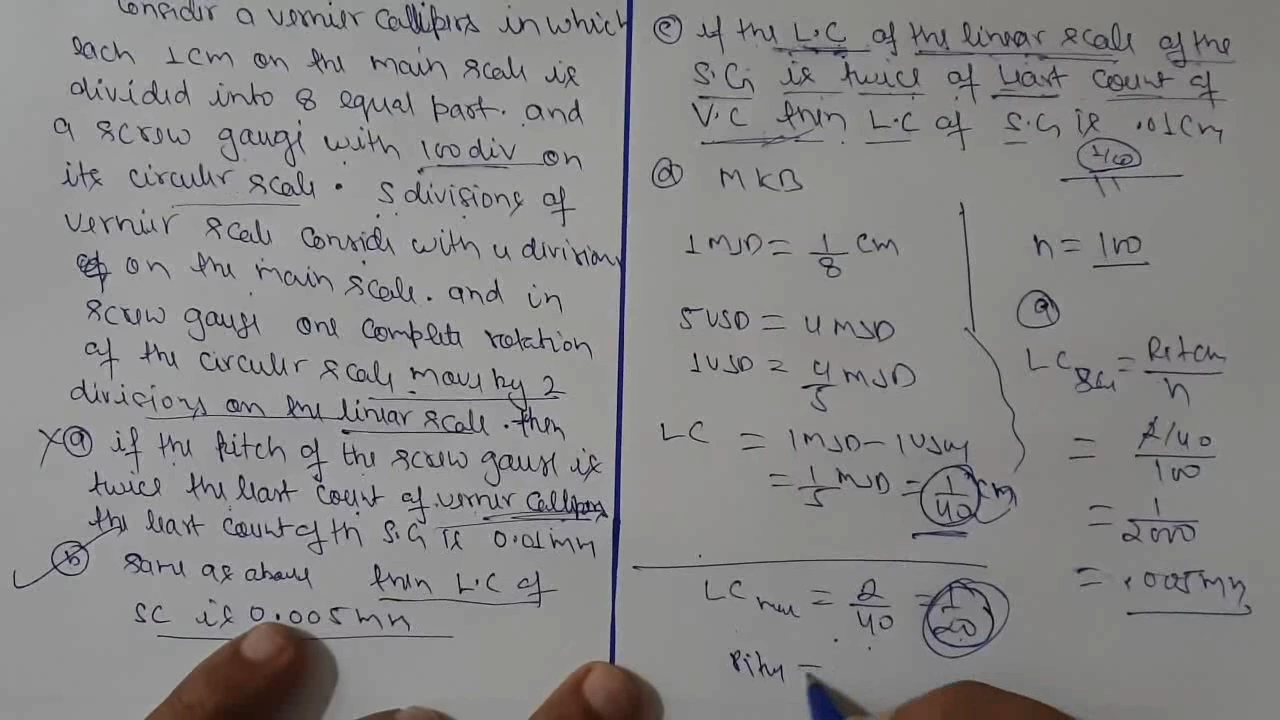 Consider a vernier callipers in which
each 1cm on the main scale is
divided into 8 equal part. and
a screw gauge with 100 div on
its circular scale. 5 divisions of
vernier scale conside with 4 divisions
on the main scale. and in
screw gauge one complete rotation
of the circular scale moves by 2
divisions on the linear scale. then
X (a) if the pitch of the screw gauge is
twice the least count of vernier callipers
the least count of th S.G is 0.01mm
(b) same as above then L.C of
SC is 0.005mm
(c) if the L.C of the linear scale of the
S.G is twice of least count of
V.C then L.C of S.G is .01cm
(d) MKB
1/100
1MSD = 1/8 cm
n = 100
5VSD = 4MSD
1VSD = 4/5 MSD
LC = 1MSD - 1VSD
= 1/5 MSD = 1/40 cm
(a)
LC SG = Pitch/n
= 2/40/100
= 1/2000
= .005mm
LC = 2/40 = 1/20
Pitch =